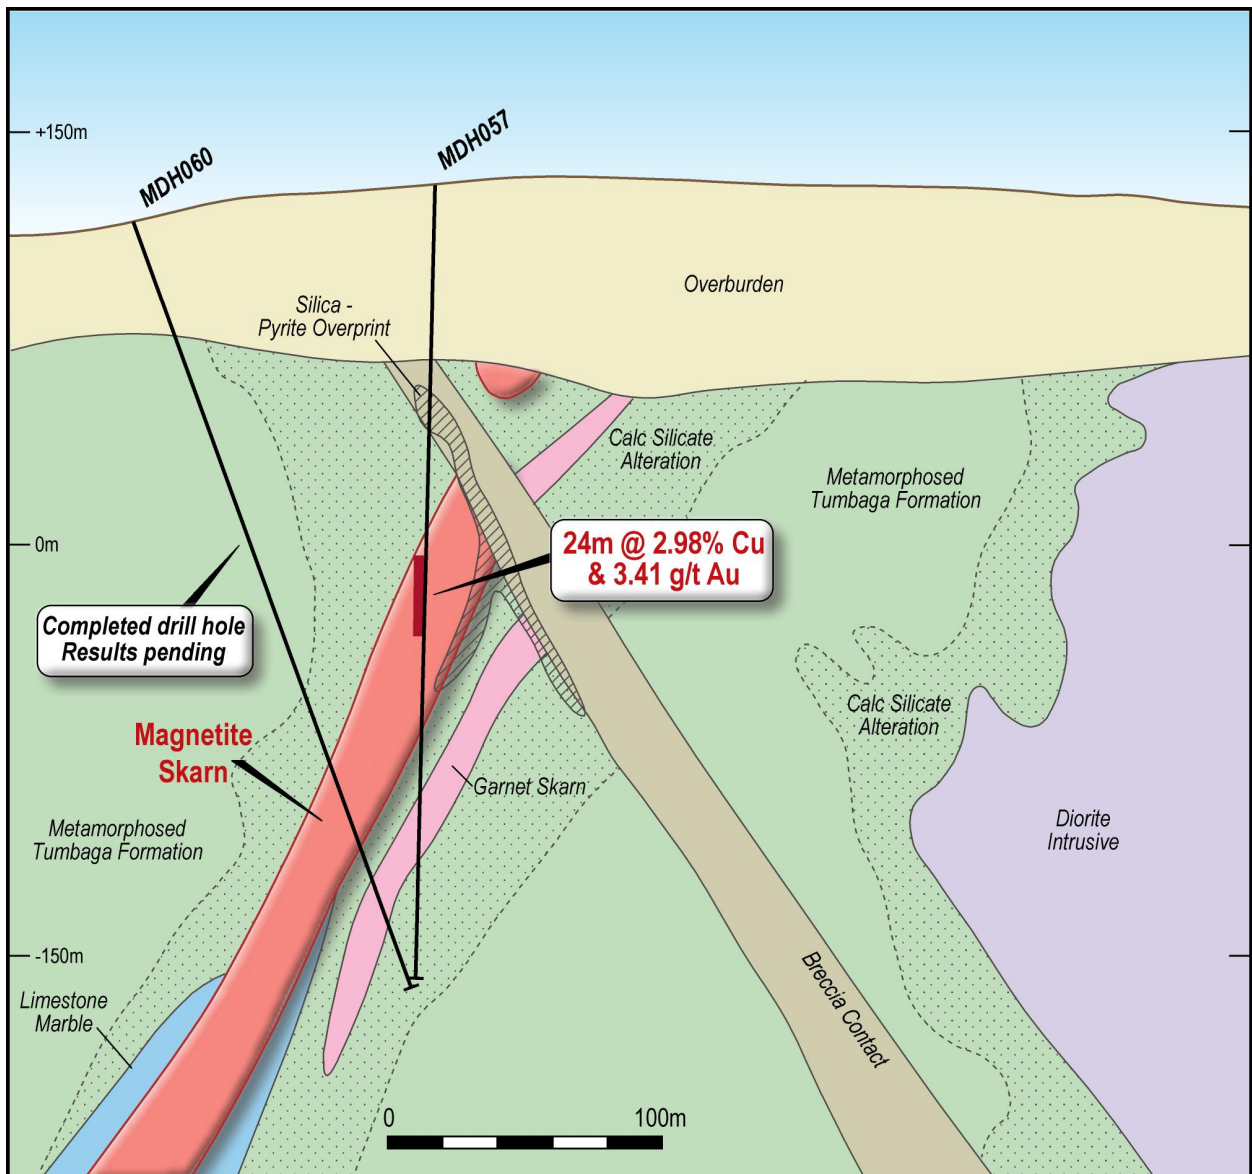 +150m
MDH060
MDH057
Overburden
Silica -
Pyrite Overprint
Calc Silicate
Alteration
Metamorphosed
Tumbaga Formation
0m
24m @ 2.98% Cu
& 3.41 g/t Au
Completed drill hole
Results pending
Magnetite
Skarn
Calc Silicate
Alteration
Garnet Skarn
Metamorphosed
Tumbaga Formation
Diorite
Intrusive
-150m
Limestone
Marble
Breccia Contact
0
100m